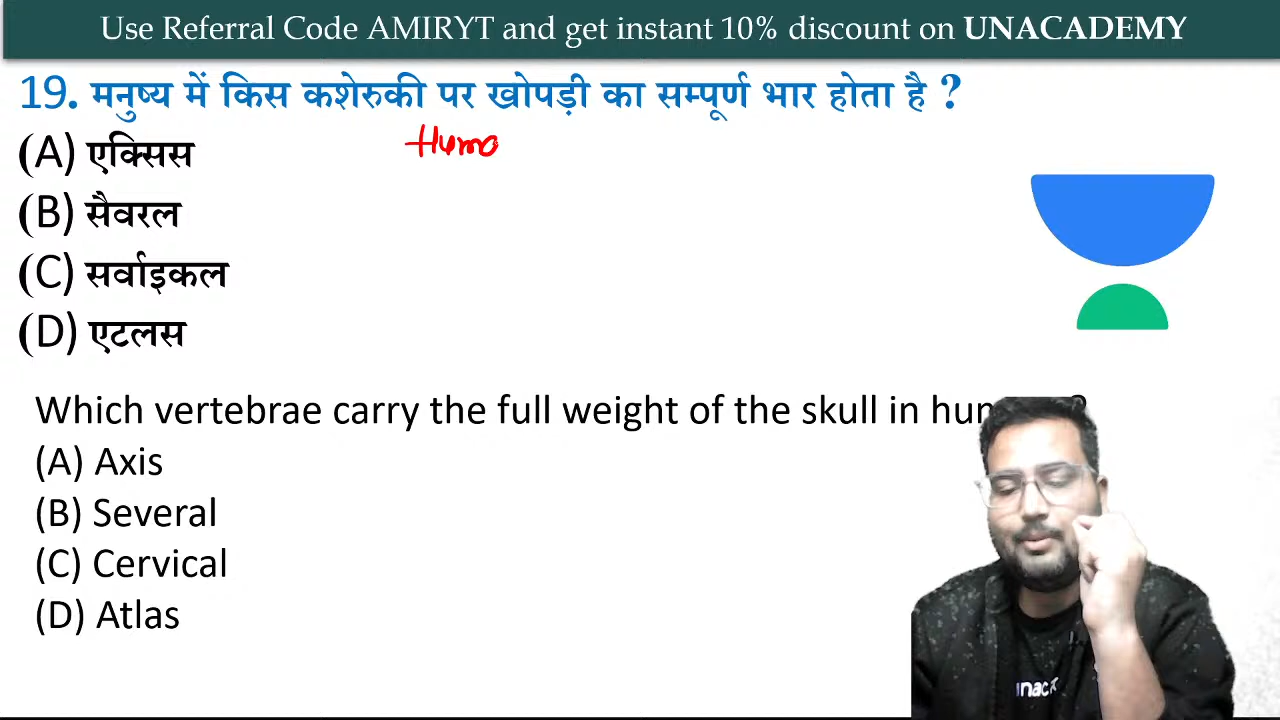 Use Referral Code AMIRYT and get instant 10% discount on UNACADEMY
19. मनुष्य में किस कशेरुकी पर खोपड़ी का सम्पूर्ण भार होता है ?
Humo
(A) एक्सिस
(B) सैवरल
(C) सर्वाइकल
(D) एटलस
Which vertebrae carry the full weight of the skull in hum ?
(A) Axis
(B) Several
(C) Cervical
(D) Atlas